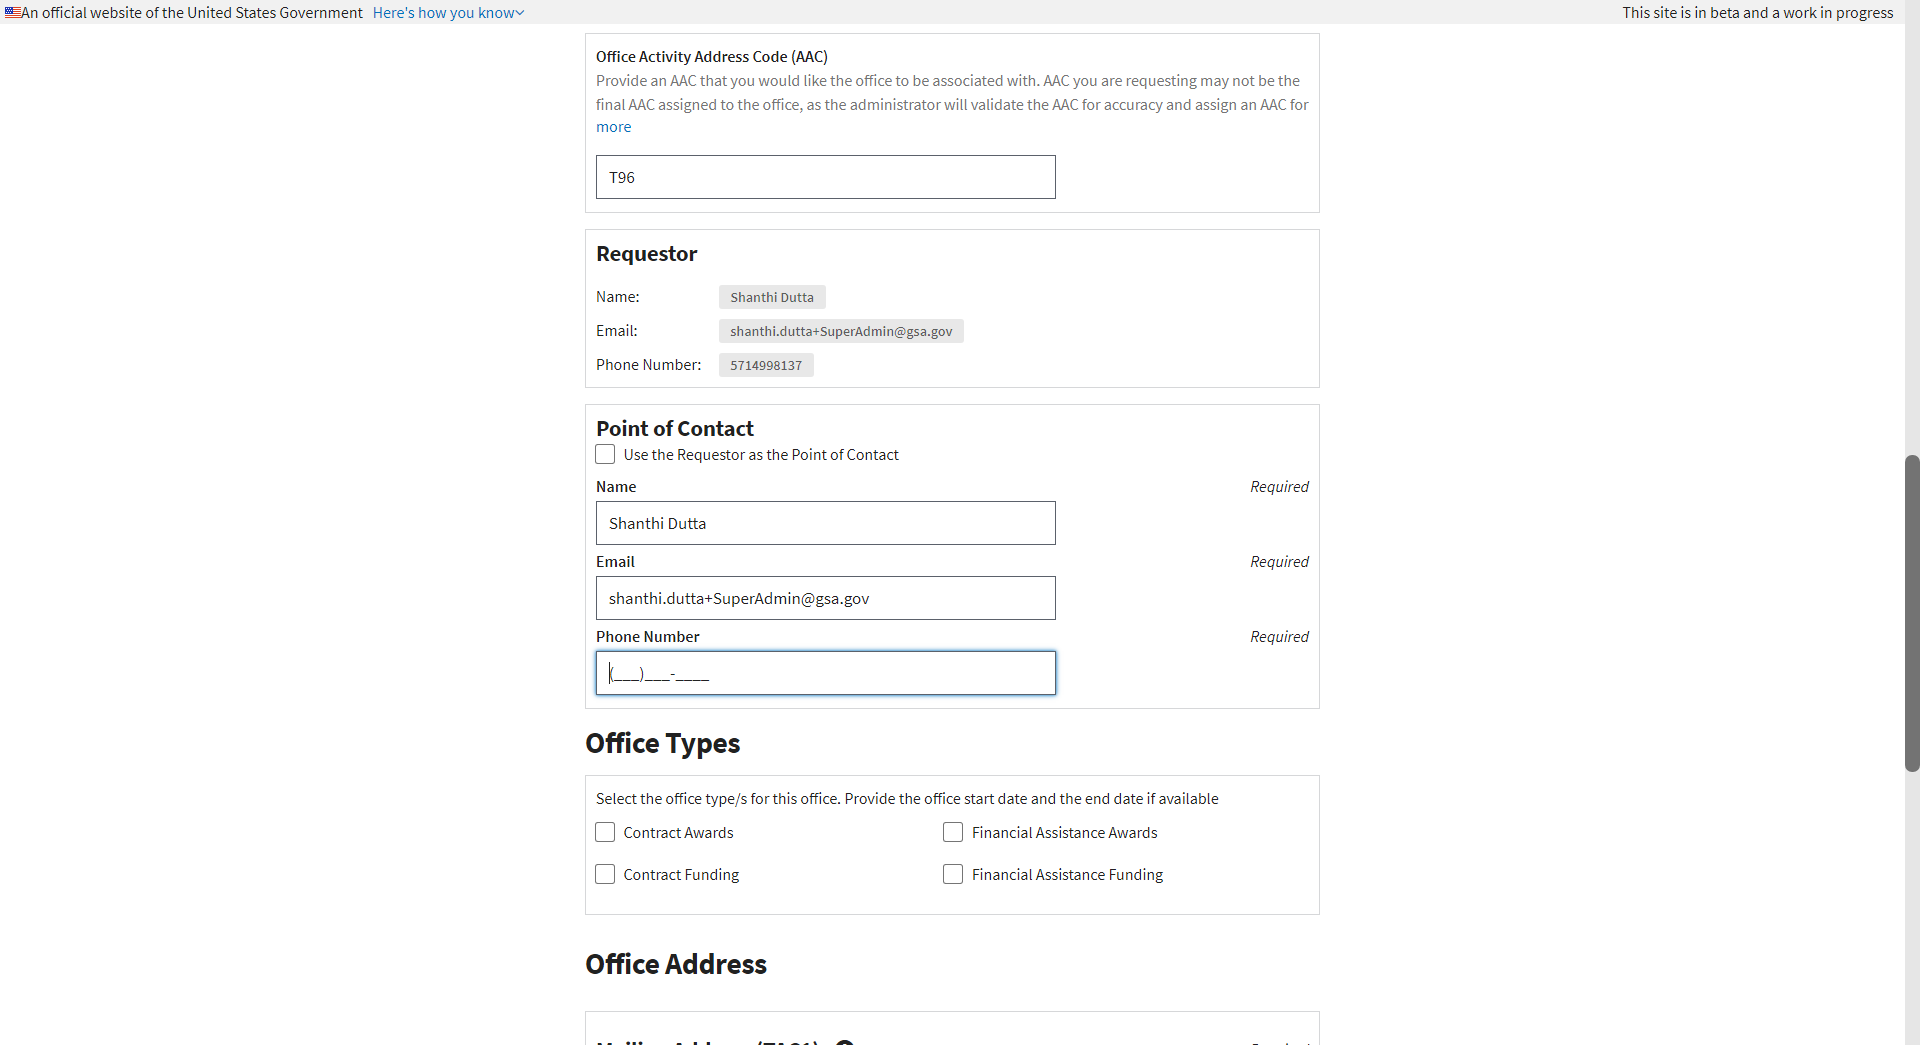 An official website of the United States Government Here's how you know
This site is in beta and a work in progress
Office Activity Address Code (AAC)
Provide an AAC that you would like the office to be associated with. AAC you are requesting may not be the
final AAC assigned to the office, as the administrator will validate the AAC for accuracy and assign an AAC for
more
T96
Requestor
Name: Shanthi Dutta
Email: shanthi.dutta+SuperAdmin@gsa.gov
Phone Number: 5714998137
Point of Contact
Use the Requestor as the Point of Contact
Name Required
Shanthi Dutta
Email Required
shanthi.dutta+SuperAdmin@gsa.gov
Phone Number Required
(___)___-____
Office Types
Select the office type/s for this office. Provide the office start date and the end date if available
Contract Awards Financial Assistance Awards
Contract Funding Financial Assistance Funding
Office Address